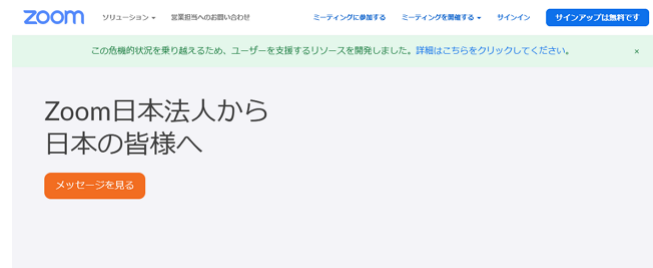 zoom
ソリューション
営業担当へのお問い合わせ
ミーティングに参加する
ミーティングを開催する
サインイン
サインアップは無料です
この危機的状況を乗り越えるため、ユーザーを支援するリソースを開発しました。詳細はこちらをクリックしてください。 ×
Zoom日本法人から
日本の皆様へ
メッセージを見る